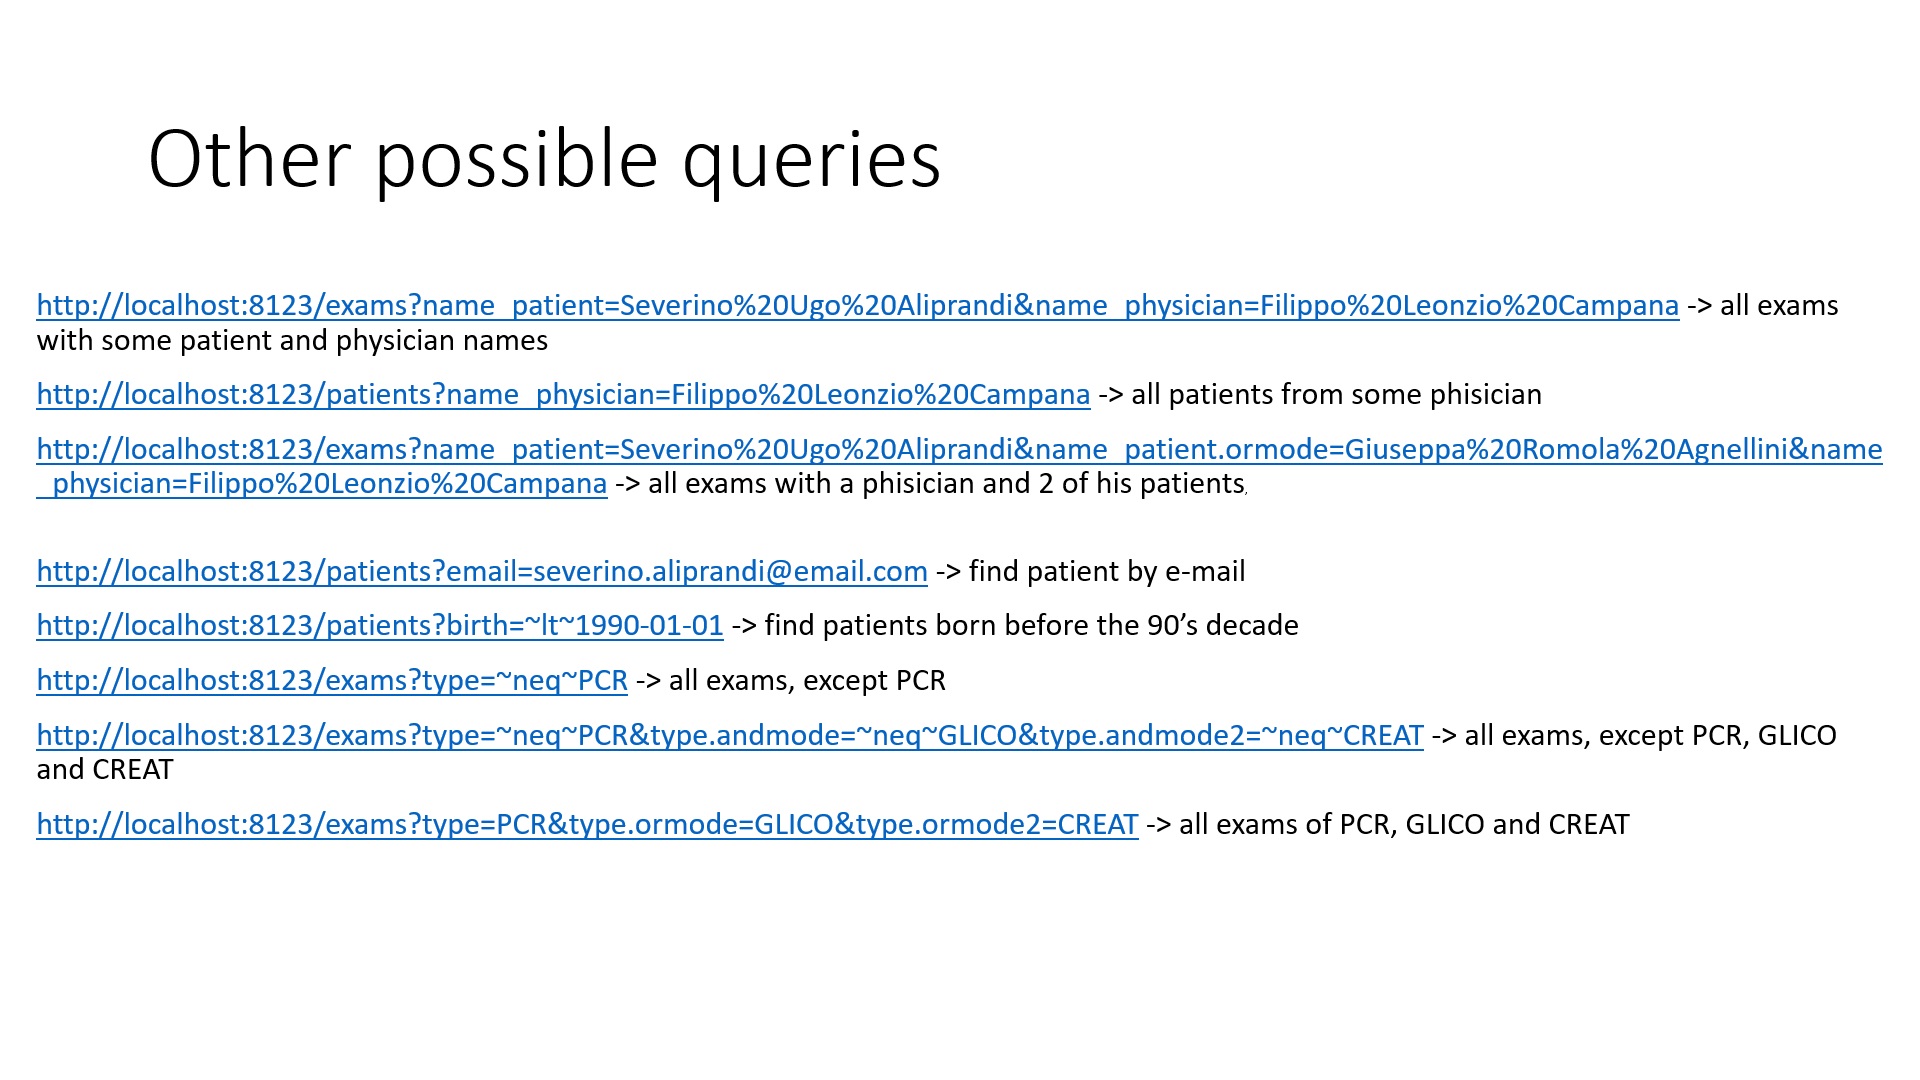 Other possible queries
http://localhost:8123/exams?name_patient=Severino%20Ugo%20Aliprandi&name_physician=Filippo%20Leonzio%20Campana -> all exams
with some patient and physician names
http://localhost:8123/patients?name_physician=Filippo%20Leonzio%20Campana -> all patients from some phisician
http://localhost:8123/exams?name_patient=Severino%20Ugo%20Aliprandi&name_patient.ormode=Giuseppa%20Romola%20Agnellini&name
_physician=Filippo%20Leonzio%20Campana -> all exams with a phisician and 2 of his patients,
http://localhost:8123/patients?email=severino.aliprandi@email.com -> find patient by e-mail
http://localhost:8123/patients?birth=~lt~1990-01-01 -> find patients born before the 90’s decade
http://localhost:8123/exams?type=~neq~PCR -> all exams, except PCR
http://localhost:8123/exams?type=~neq~PCR&type.andmode=~neq~GLICO&type.andmode2=~neq~CREAT -> all exams, except PCR, GLICO
and CREAT
http://localhost:8123/exams?type=PCR&type.ormode=GLICO&type.ormode2=CREAT -> all exams of PCR, GLICO and CREAT